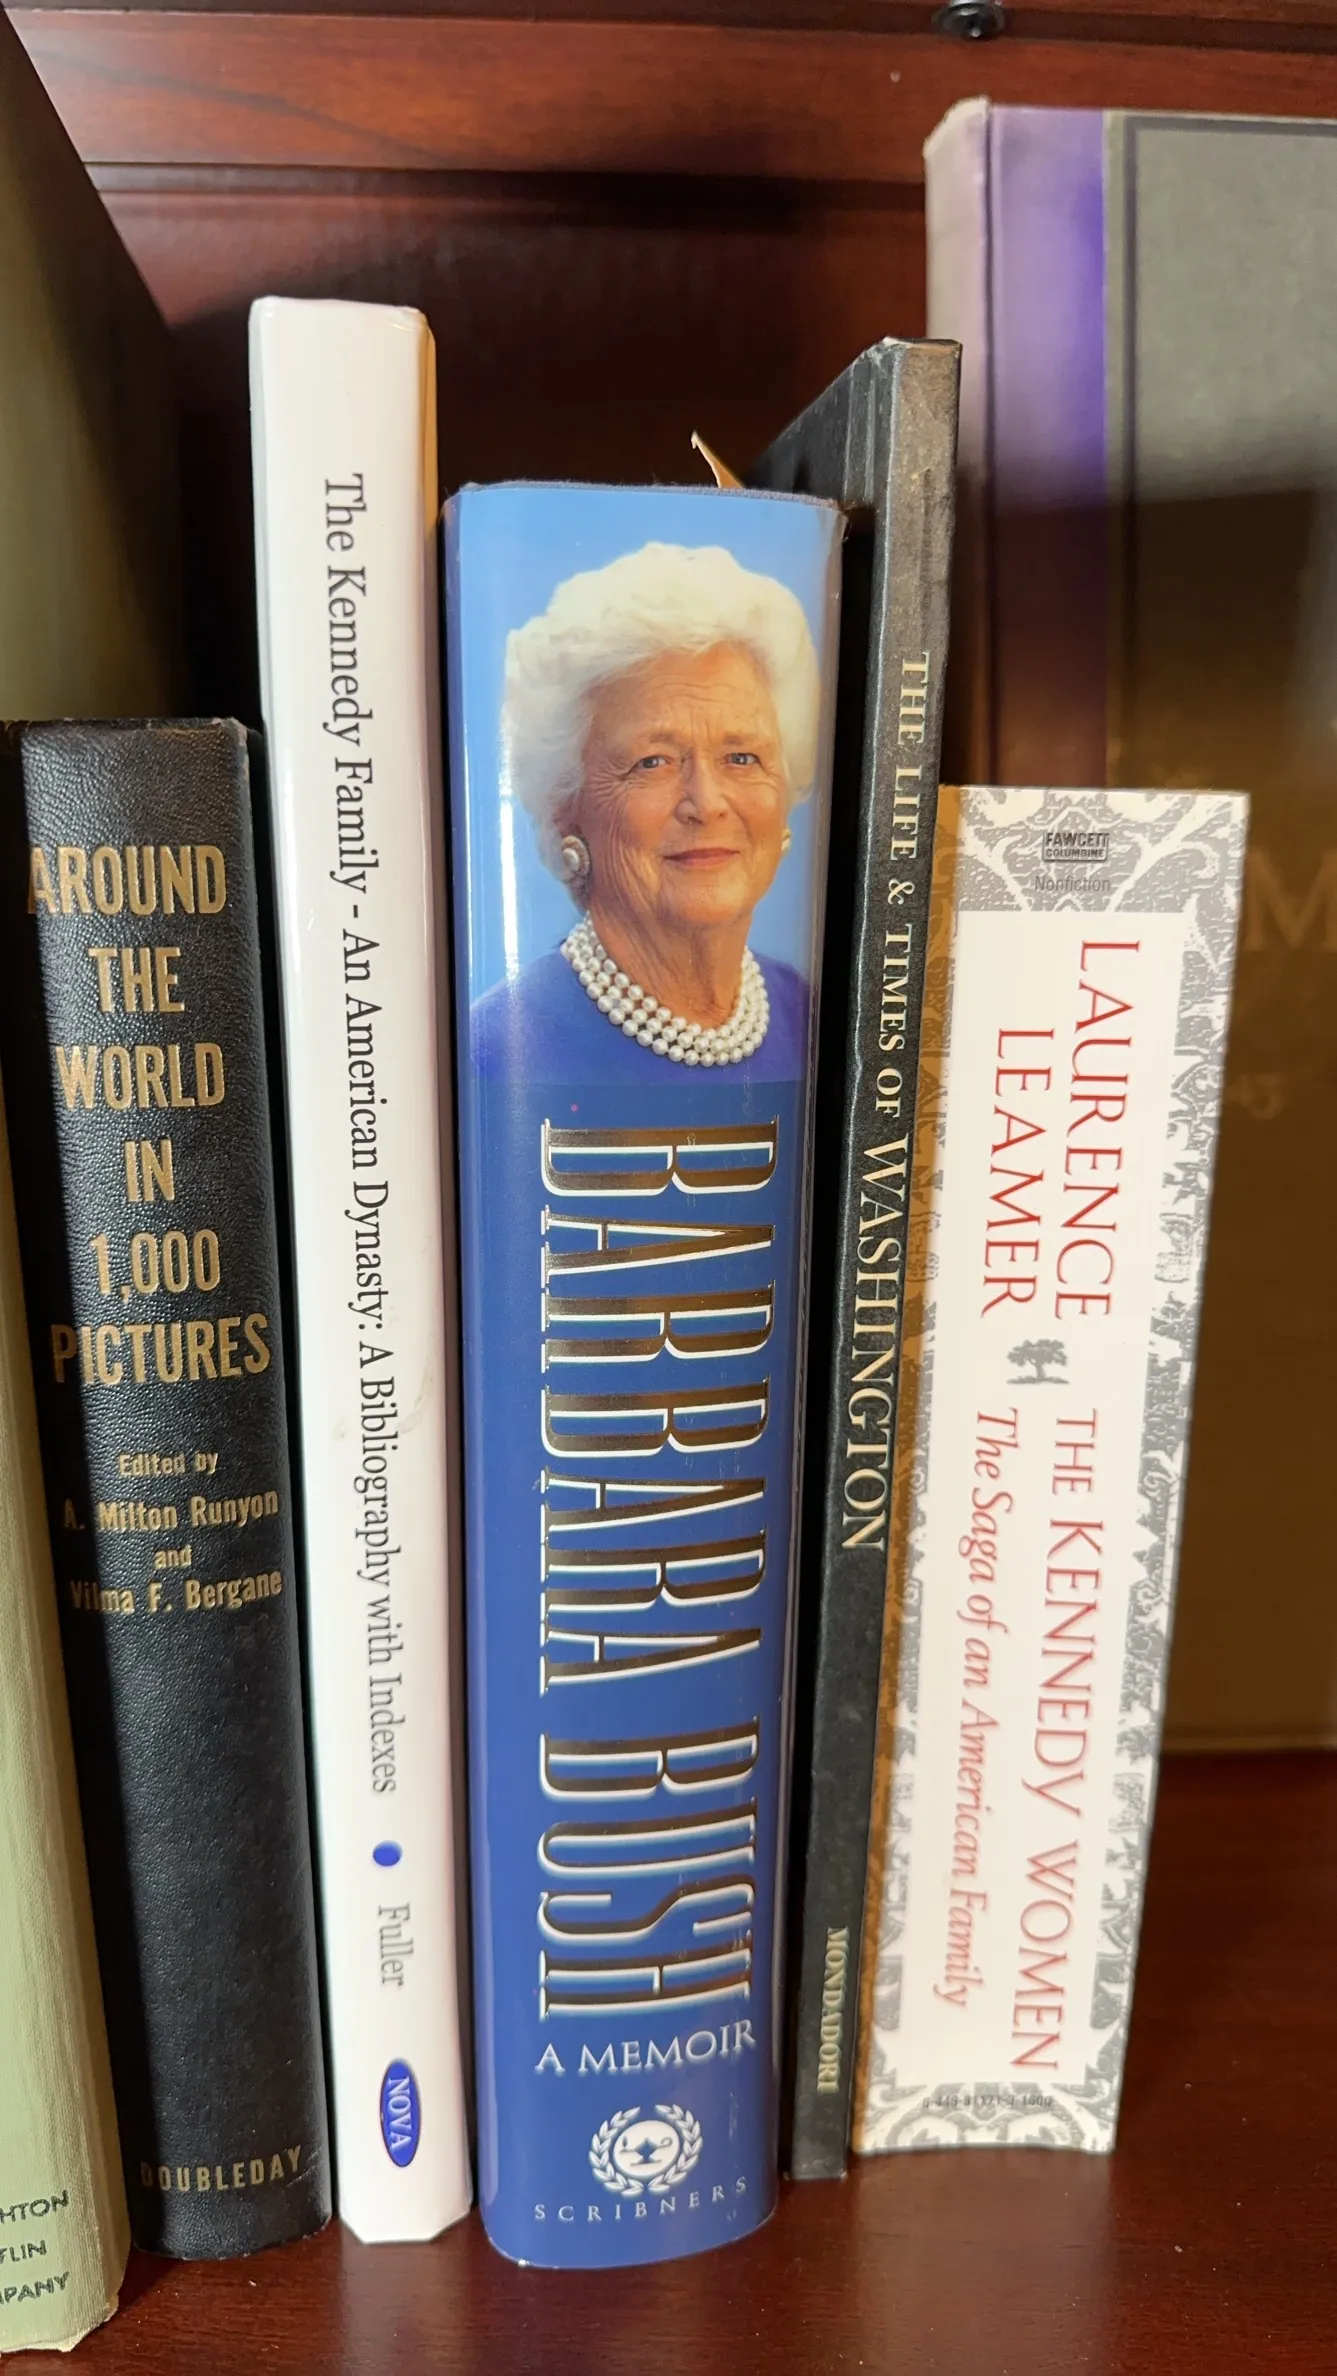 HTON
FLIN
MPANY
AROUND
THE
WORLD
IN
1,000
PICTURES
Edited by
A. Milton Runyon
and
Vilma F. Bergane
DOUBLEDAY
The Kennedy Family - An American Dynasty: A Bibliography with Indexes
Fuller
NOVA
BARBARA BUSH
A MEMOIR
SCRIBNERS
THE LIFE & TIMES OF WASHINGTON
MONDADORI
FAWCETT
COLUMBINE
Nonfiction
LAURENCE
LEAMER
THE KENNEDY WOMEN
The Saga of an American Family
M